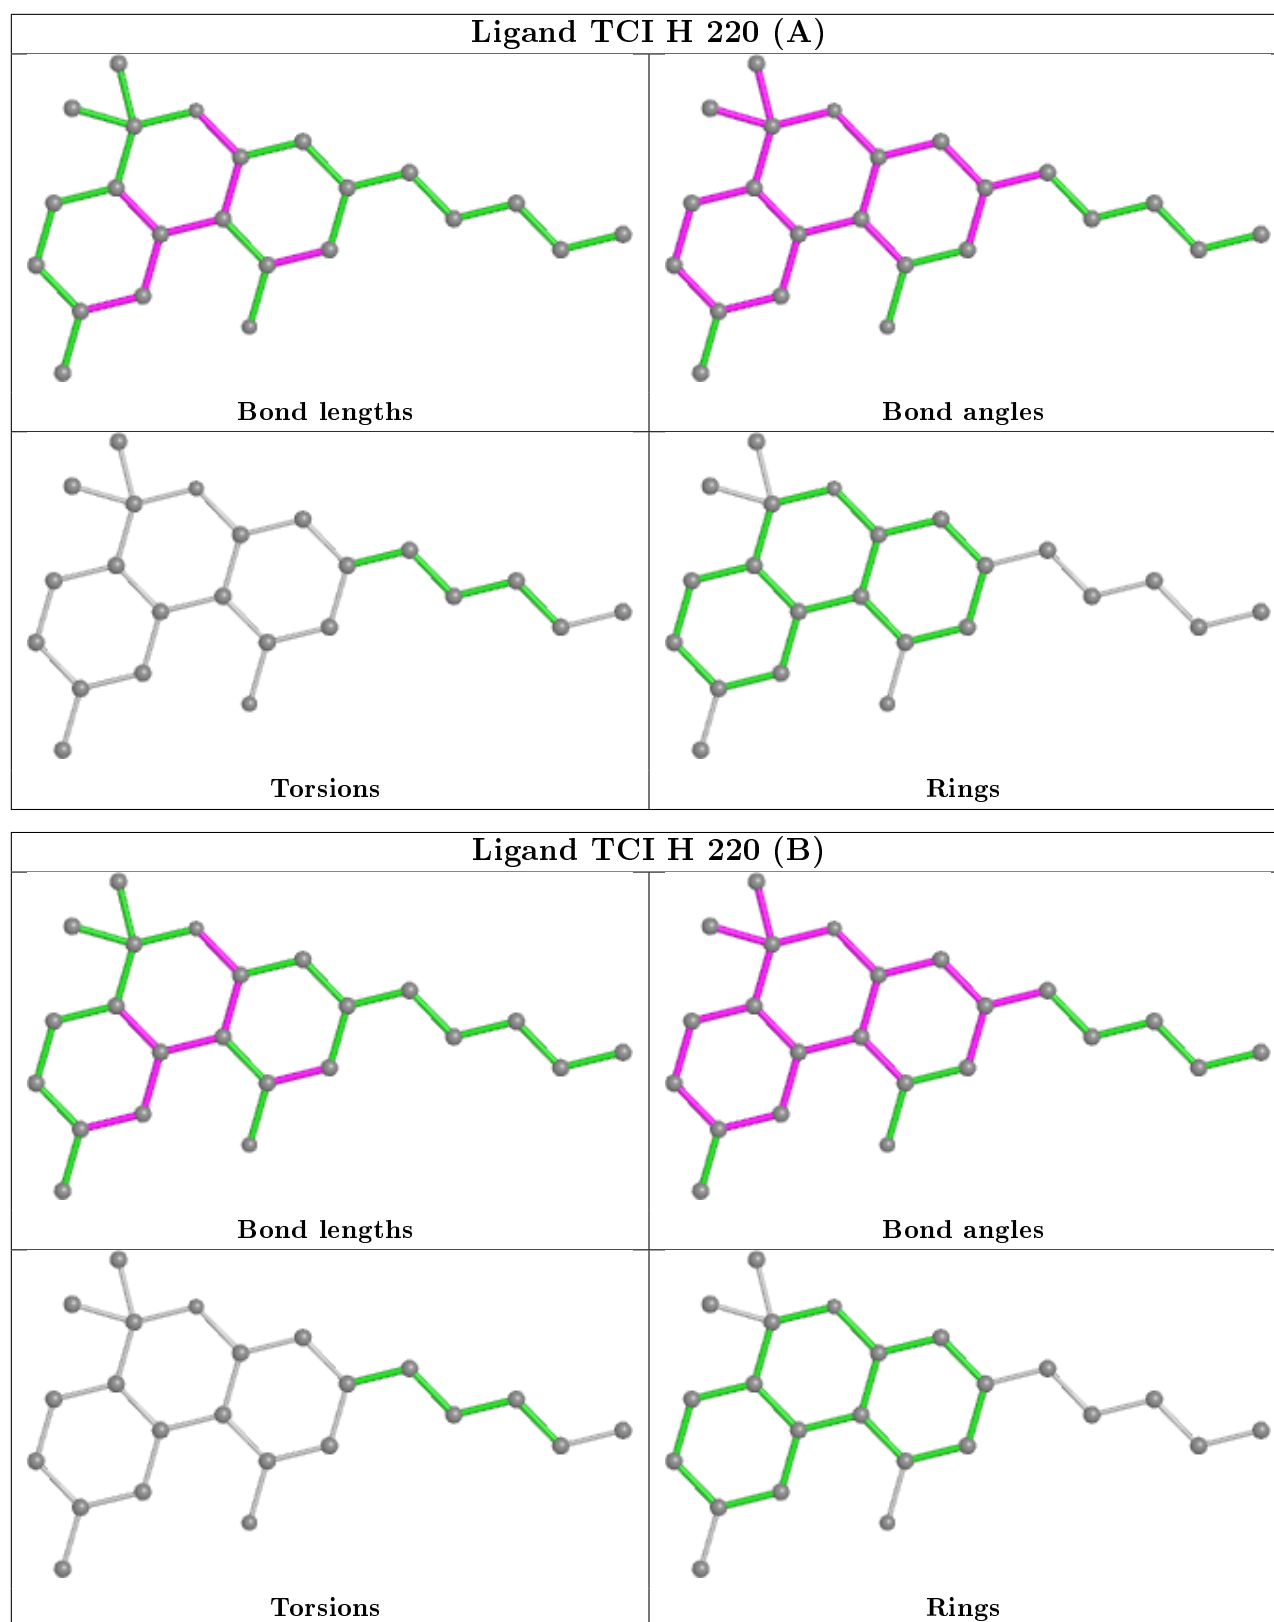 Ligand TCI H 220 (A)
Bond lengths
Bond angles
Torsions
Rings
Ligand TCI H 220 (B)
Bond lengths
Bond angles
Torsions
Rings